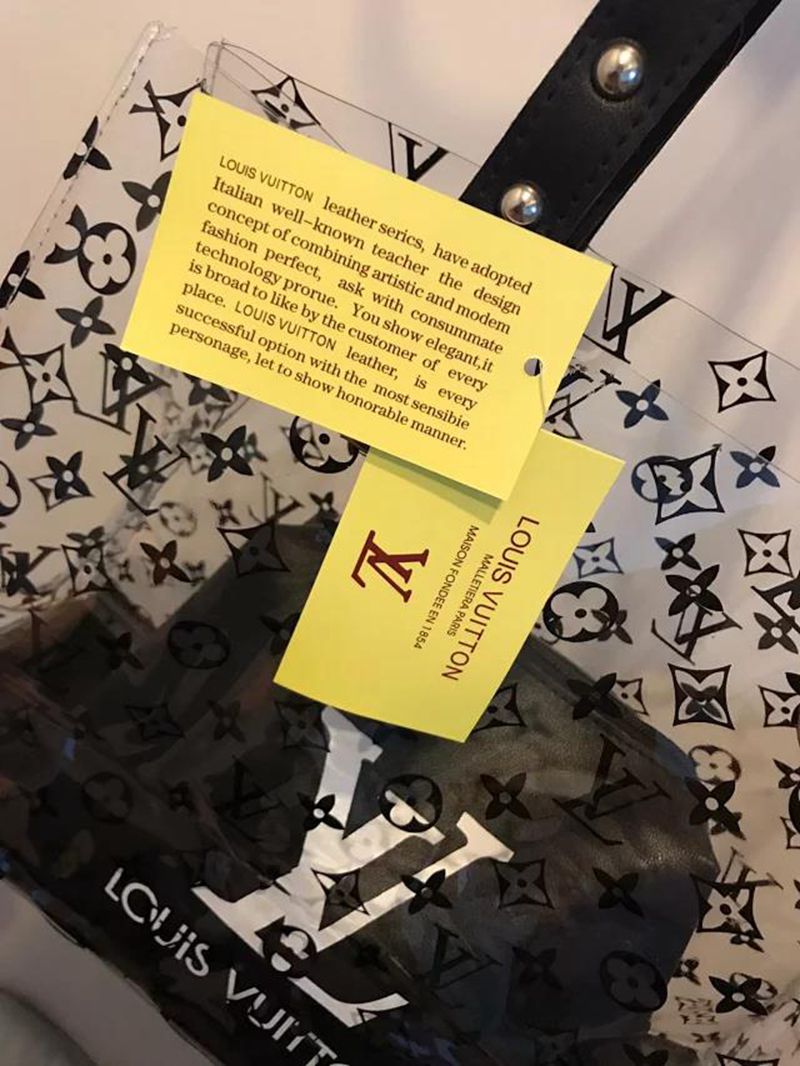 LOUIS VUITTON leather serics, have adopted
Italian well-known teacher the design
concept of combining artistic and modem
fashion perfect, ask with consummate
technology prorue. You show elegant,it
is broad to like by the customer of every
place. LOUIS VUITTON leather, is every
successful option with the most sensibie
personage, let to show honorable manner.
LOUIS VUITTON
MALLETIERA PARIS
MAISON FONDEE EN 1854
LV
LV
LOUIS VUITTO